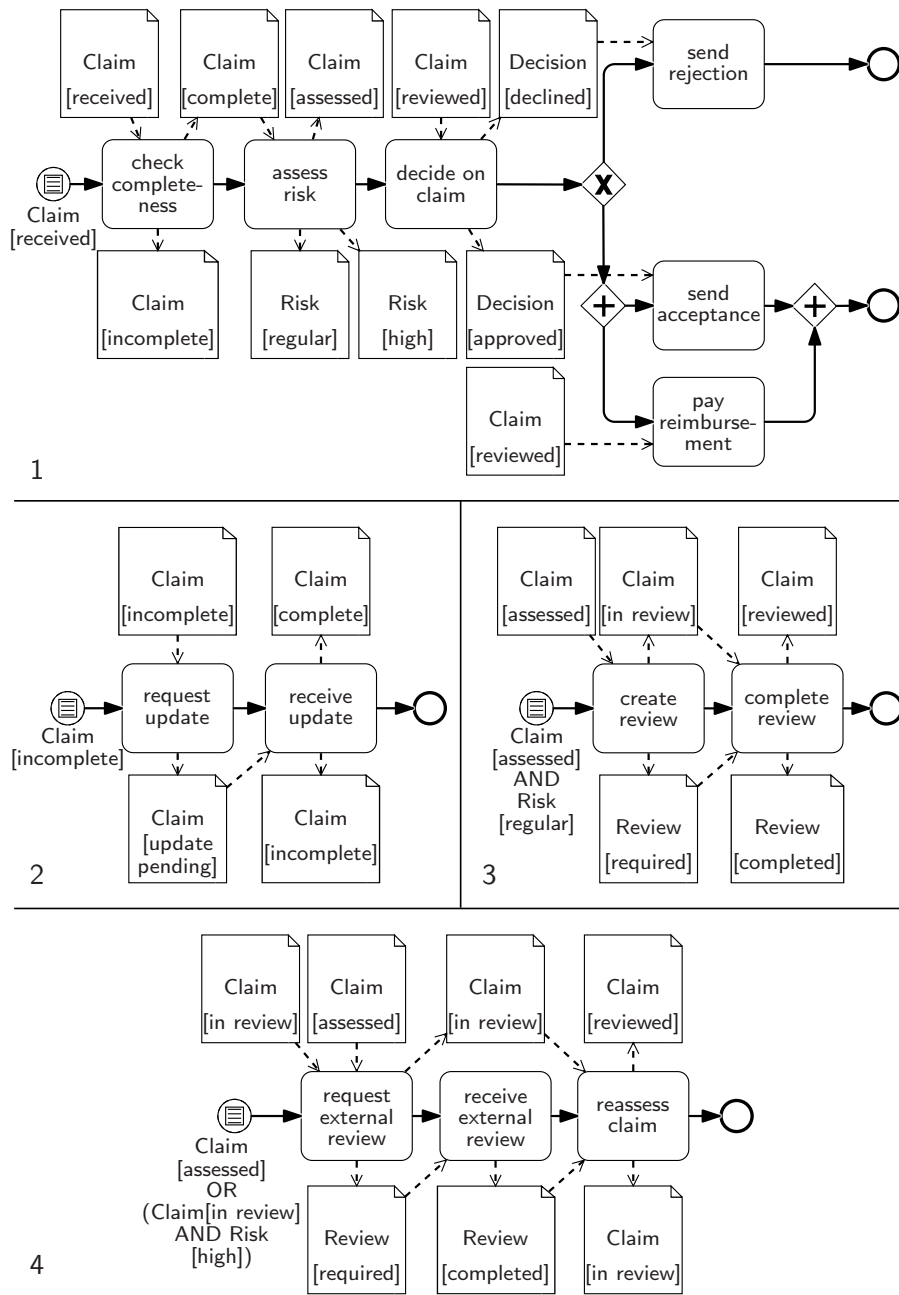 Claim
[received]
Claim
[complete]
Claim
[assessed]
Claim
[reviewed]
Decision
[declined]
send
rejection
check
complete-
ness
assess
risk
decide on
claim
X
Claim
[received]
Claim
[incomplete]
Risk
[regular]
Risk
[high]
Decision
[approved]
send
acceptance
Claim
[reviewed]
pay
reimburse-
ment
1
Claim
[incomplete]
Claim
[complete]
request
update
receive
update
Claim
[incomplete]
Claim
[update
pending]
Claim
[incomplete]
2
Claim
[assessed]
Claim
[in review]
Claim
[reviewed]
create
review
complete
review
Claim
[assessed]
AND
Risk
[regular]
Review
[required]
Review
[completed]
3
Claim
[in review]
Claim
[assessed]
Claim
[in review]
Claim
[reviewed]
request
external
review
receive
external
review
reassess
claim
Claim
[assessed]
OR
(Claim[in review]
AND Risk
[high])
Review
[required]
Review
[completed]
Claim
[in review]
4